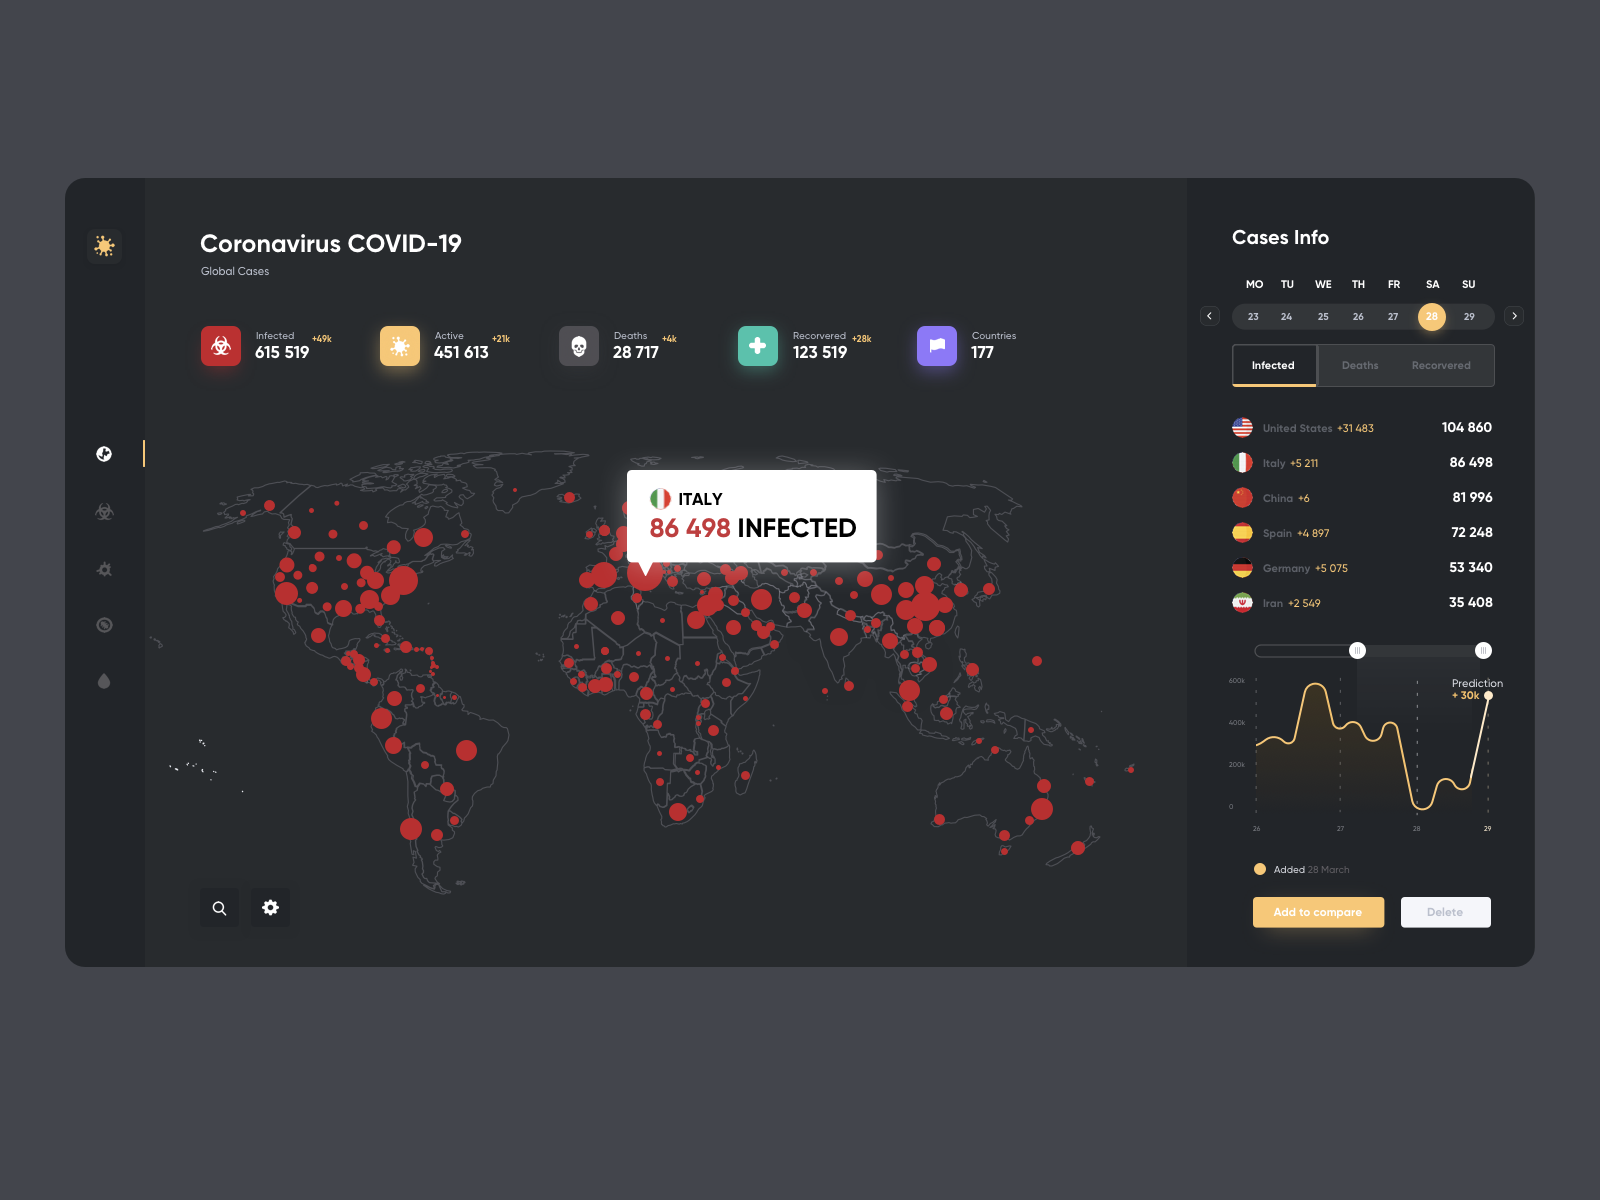 Coronavirus COVID-19
Global Cases
Infected +49k
615 519
Active +21k
451 613
Deaths +4k
28 717
Recorvered +28k
123 519
Countries
177
ITALY
86 498 INFECTED
Cases Info
MO TU WE TH FR SA SU
23 24 25 26 27 28 29
Infected Deaths Recorvered
United States +31 483 104 860
Italy +5 211 86 498
China +6 81 996
Spain +4 897 72 248
Germany +5 075 53 340
Iran +2 549 35 408
Prediction
+ 30k
600k
400k
200k
0
26 27 28 29
Added 28 March
Add to compare Delete